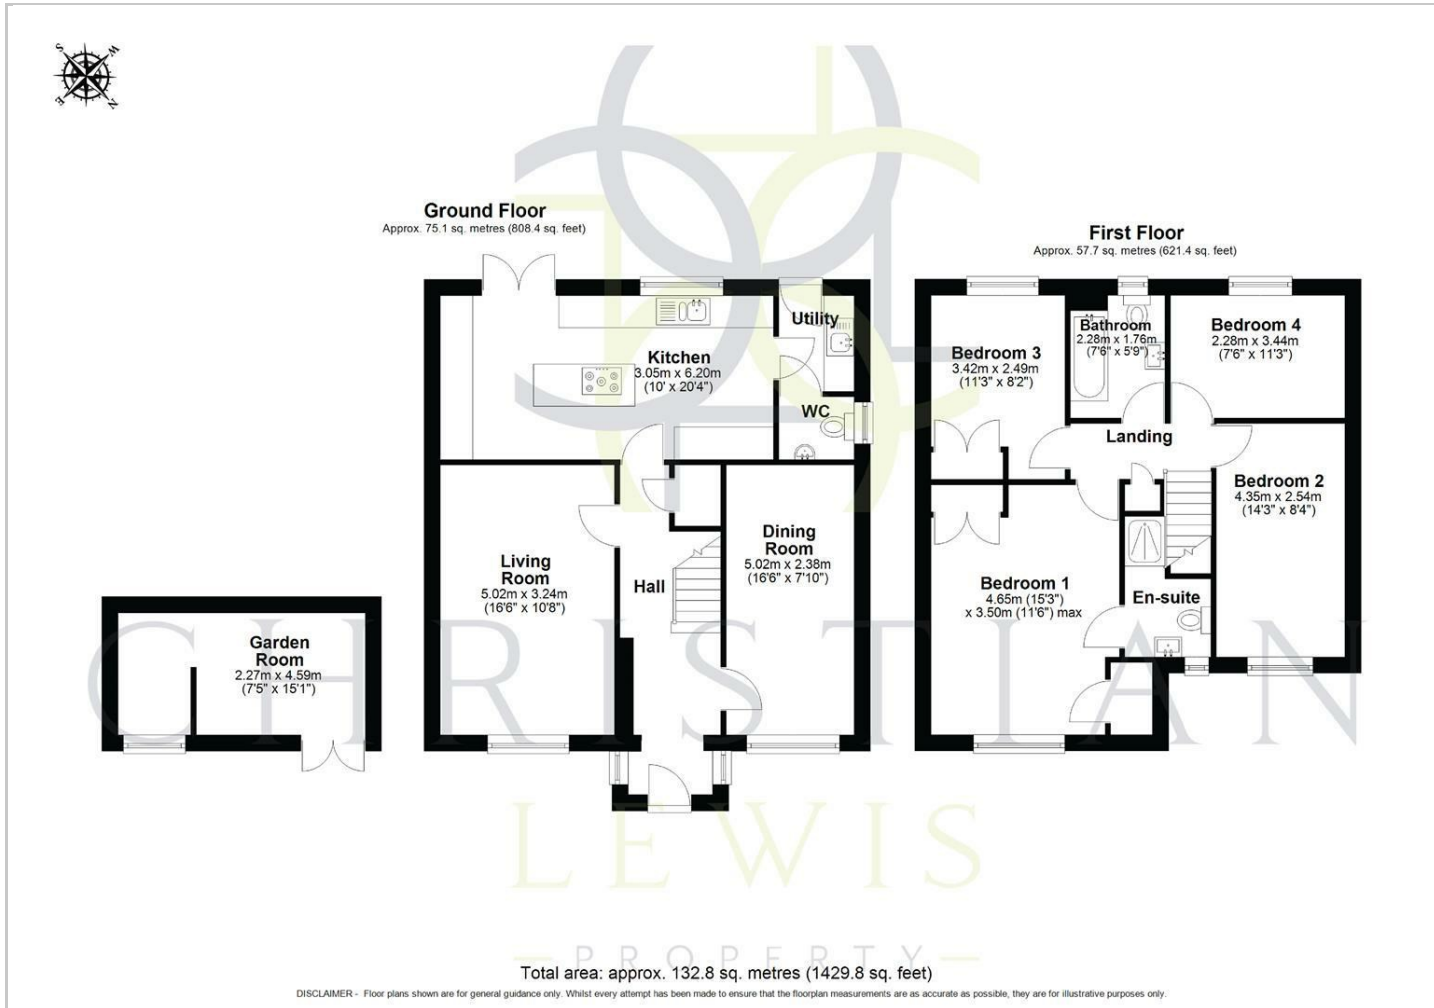 S
W
E
N
Ground Floor
Approx. 75.1 sq. metres (808.4 sq. feet)
Utility
Kitchen
3.05m x 6.20m
(10' x 20'4")
WC
Living
Room
5.02m x 3.24m
(16'6" x 10'8")
Hall
Dining
Room
5.02m x 2.38m
(16'6" x 7'10")
Garden
Room
2.27m x 4.59m
(7'5" x 15'1")
First Floor
Approx. 57.7 sq. metres (621.4 sq. feet)
Bedroom 3
3.42m x 2.49m
(11'3" x 8'2")
Bathroom
2.28m x 1.76m
(7'6" x 5'9")
Bedroom 4
2.28m x 3.44m
(7'6" x 11'3")
Landing
Bedroom 2
4.35m x 2.54m
(14'3" x 8'4")
Bedroom 1
4.65m (15'3")
x 3.50m (11'6") max
En-suite
CHRISTIAN
LEWIS
PROPERTY
Total area: approx. 132.8 sq. metres (1429.8 sq. feet)
DISCLAIMER - Floor plans shown are for general guidance only. Whilst every attempt has been made to ensure that the floorplan measurements are as accurate as possible, they are for illustrative purposes only.